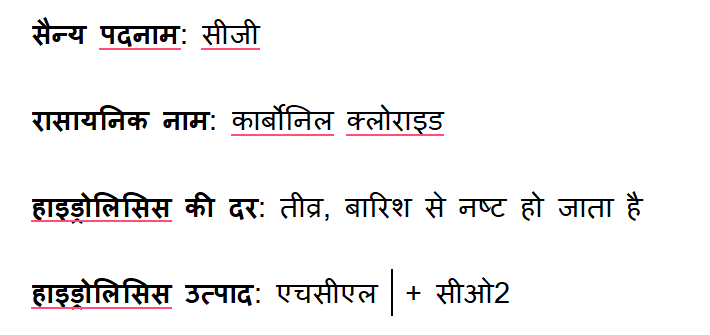 सैन्य पदनाम: सीजी
रासायनिक नाम: कार्बोनिल क्लोराइड
हाइड्रोलिसिस की दर: तीव्र, बारिश से नष्ट हो जाता है
हाइड्रोलिसिस उत्पाद: एचसीएल + सीओ2